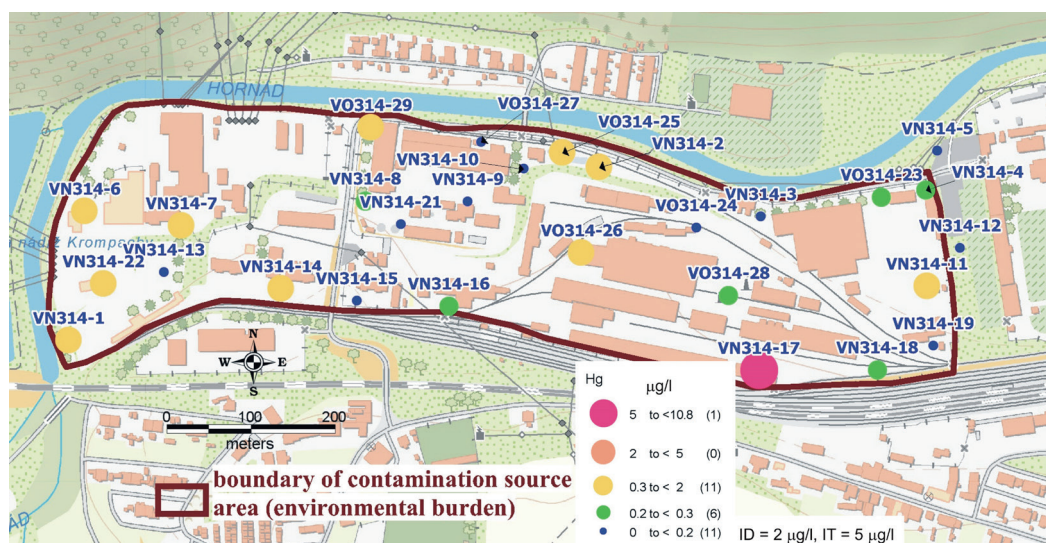 HORNÁD
VO314-29
VO314-27
VO314-25
VN314-2
VN314-5
VN314-10
VN314-9
VN314-6
VN314-8
VN314-3
VO314-23
VN314-4
VN314-7
VN314-21
VO314-24
nádrž Krompachy
VN314-13
VO314-26
VN314-12
VN314-22
VN314-14
VN314-15
VN314-16
VO314-28
VN314-11
VN314-1
N
W E
S
VN314-17
VN314-18
VN314-19
0 100 200
meters
boundary of contamination source
area (environmental burden)
Hg µg/l
5 to <10.8 (1)
2 to < 5 (0)
0.3 to < 2 (11)
0.2 to < 0.3 (6)
0 to < 0.2 (11)
ID = 2 µg/l, IT = 5 µg/l